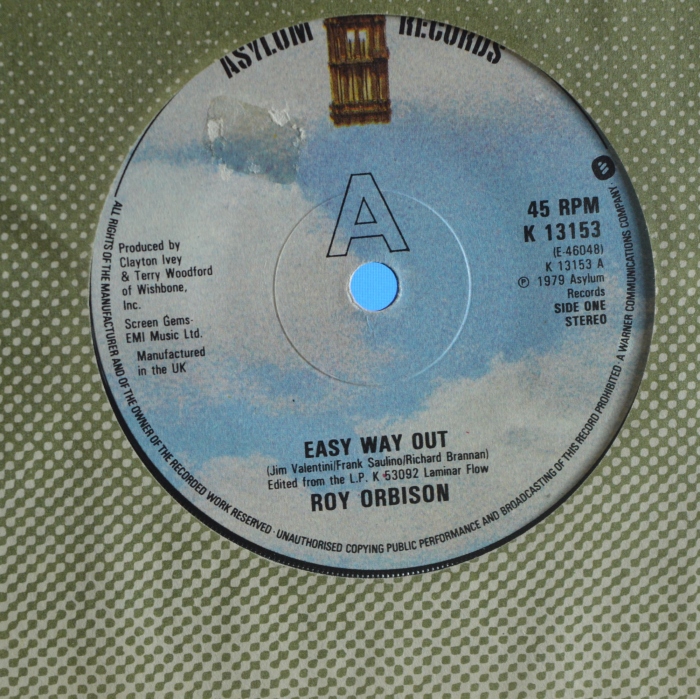 ASYLUM RECORDS
A
45 RPM
K 13153
(E-46048)
K 13153 A
℗ 1979 Asylum
Records
SIDE ONE
STEREO
Produced by
Clayton Ivey
& Terry Woodford
of Wishbone,
Inc.
Screen Gems-
EMI Music Ltd.
Manufactured
in the UK
EASY WAY OUT
(Jim Valentini/Frank Saulino/Richard Brannan)
Edited from the L.P. K 53092 Laminar Flow
ROY ORBISON
ALL RIGHTS OF THE MANUFACTURER AND OF THE OWNER OF THE RECORDED WORK RESERVED · UNAUTHORISED COPYING PUBLIC PERFORMANCE AND BROADCASTING OF THIS RECORD PROHIBITED · A WARNER COMMUNICATIONS COMPANY